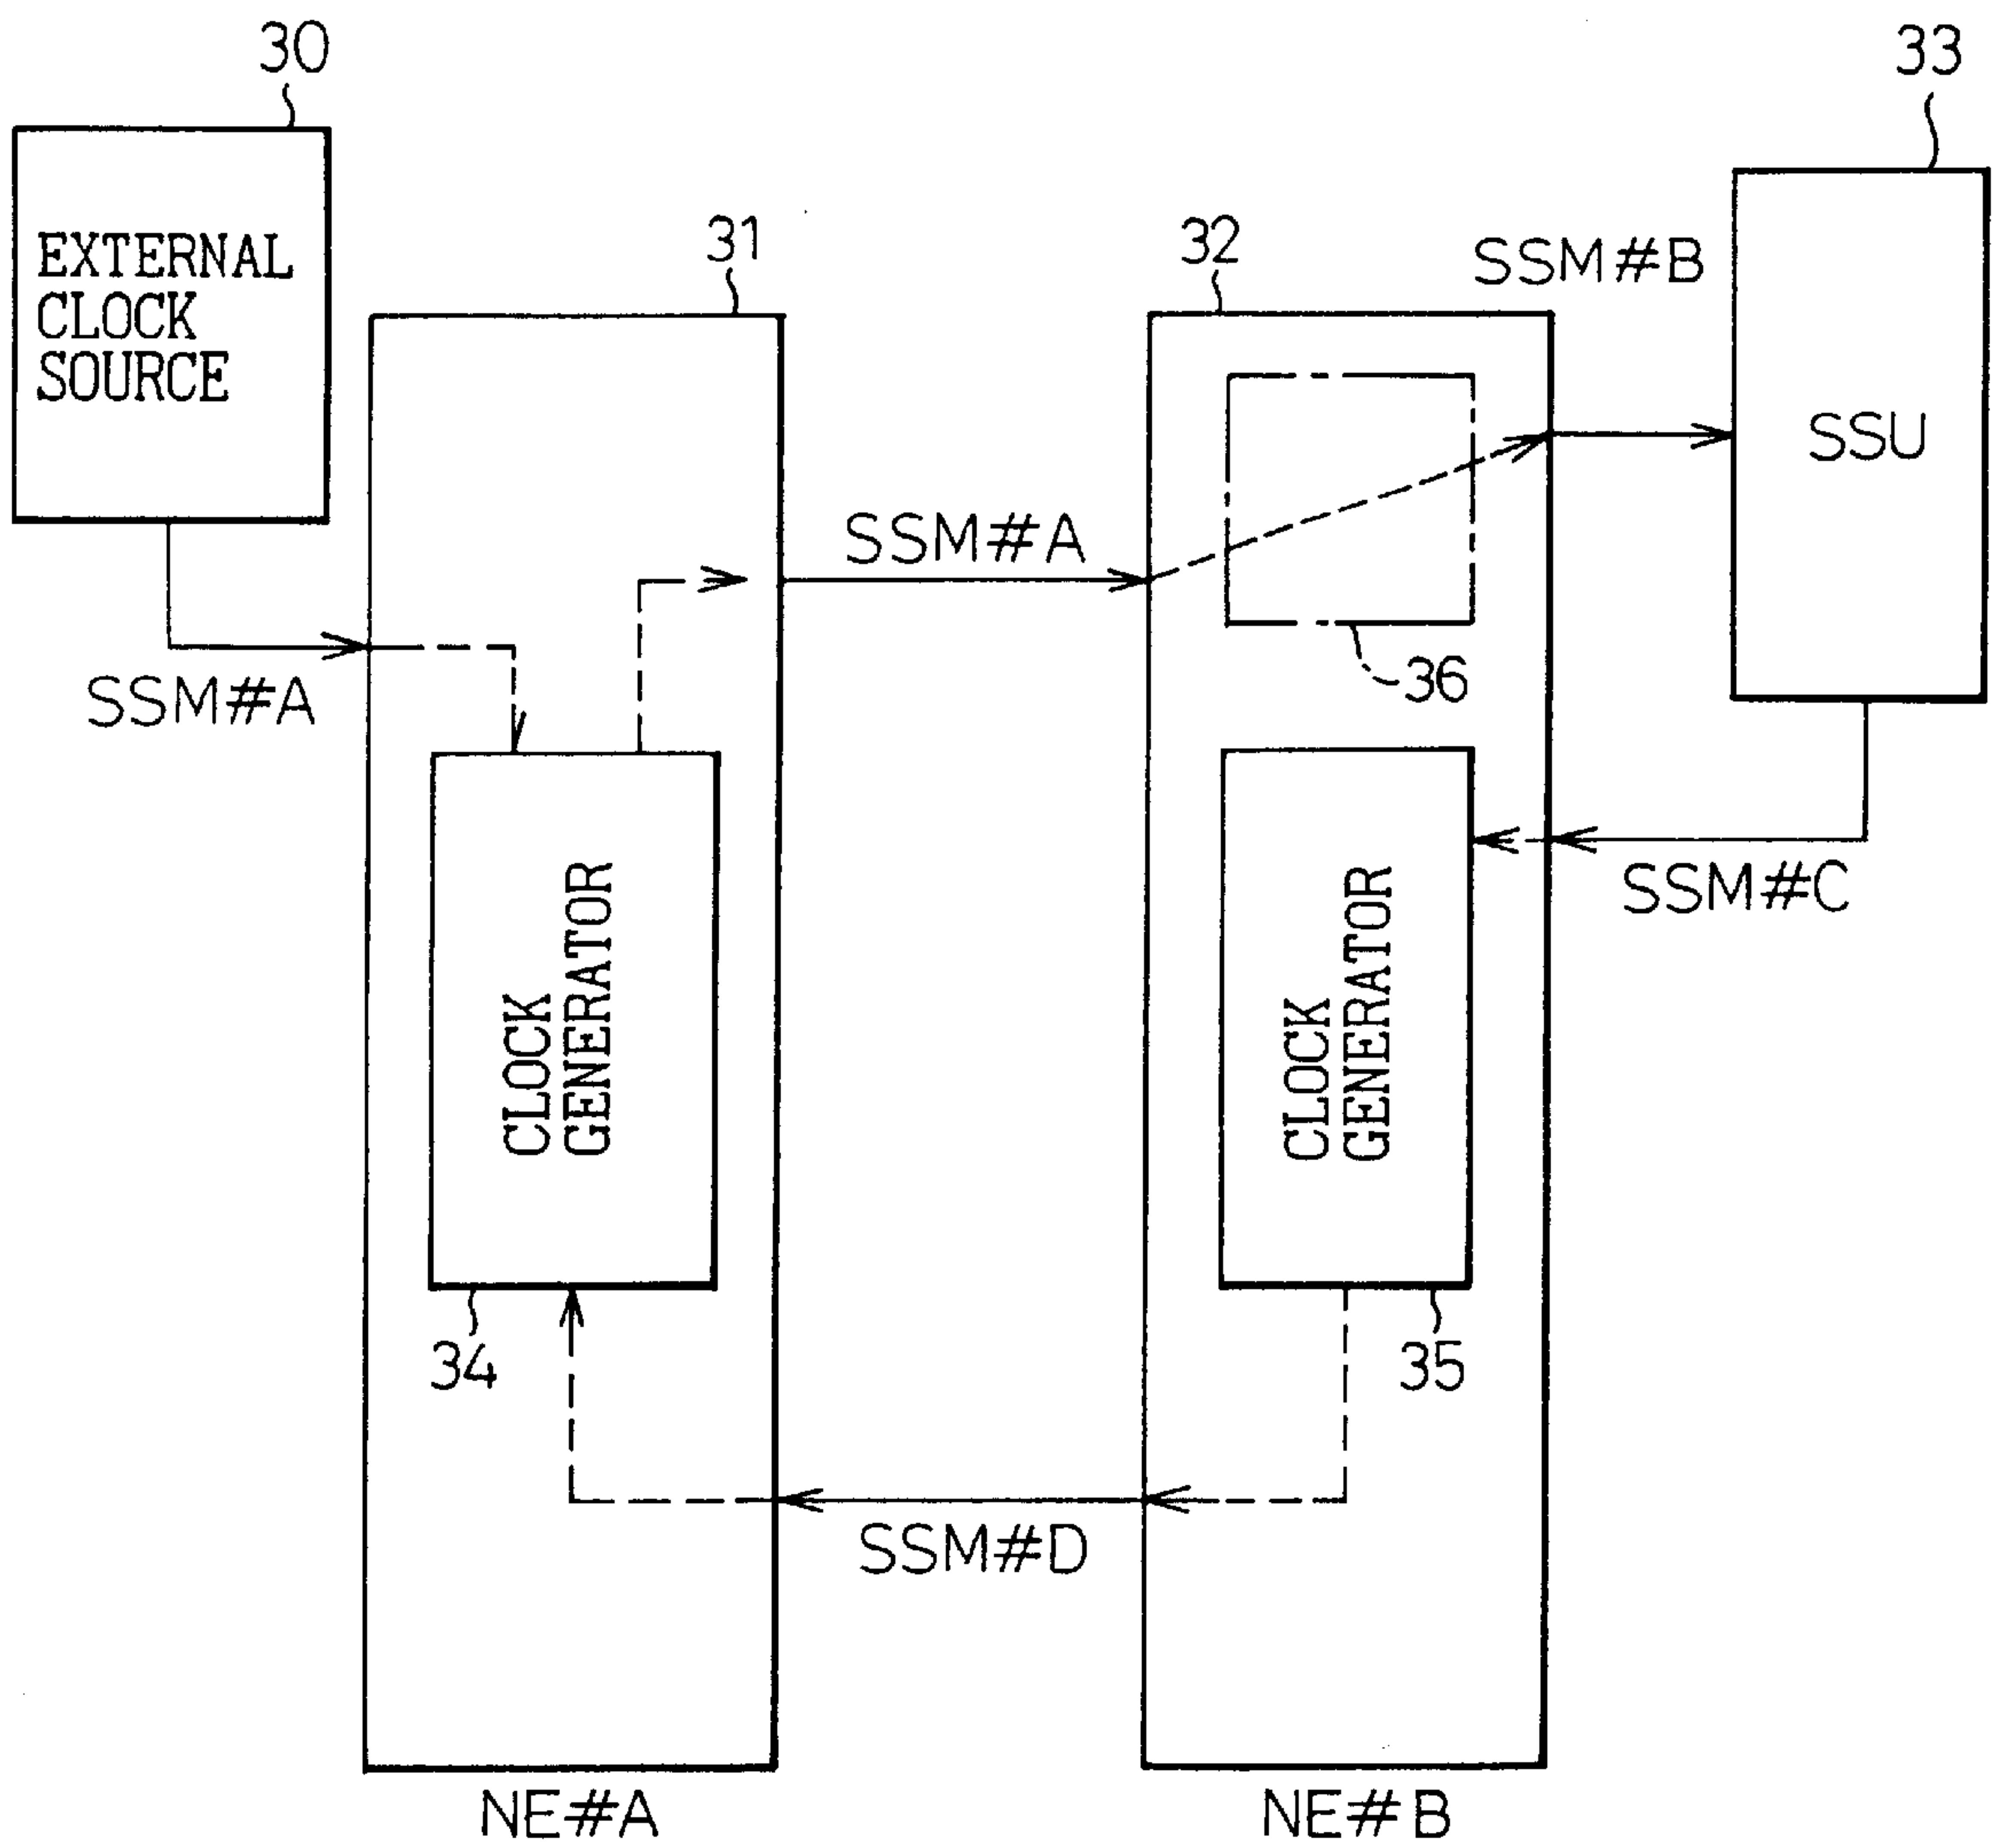 30
33
EXTERNAL
CLOCK
SOURCE
31
32
SSM#B
SSU
SSM#A
SSM#A
36
SSM#C
CLOCK
GENERATOR
CLOCK
GENERATOR
34
35
SSM#D
NE#A
NE#B